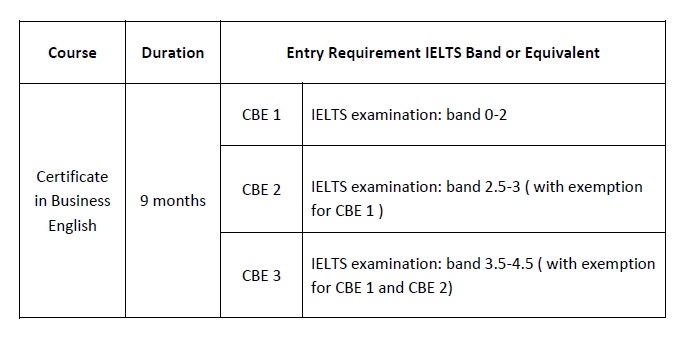 Course Duration Entry Requirement IELTS Band or Equivalent
CBE 1 IELTS examination: band 0-2
Certificate
in Business
English
9 months
CBE 2 IELTS examination: band 2.5-3 ( with exemption
for CBE 1 )
CBE 3 IELTS examination: band 3.5-4.5 ( with exemption
for CBE 1 and CBE 2)